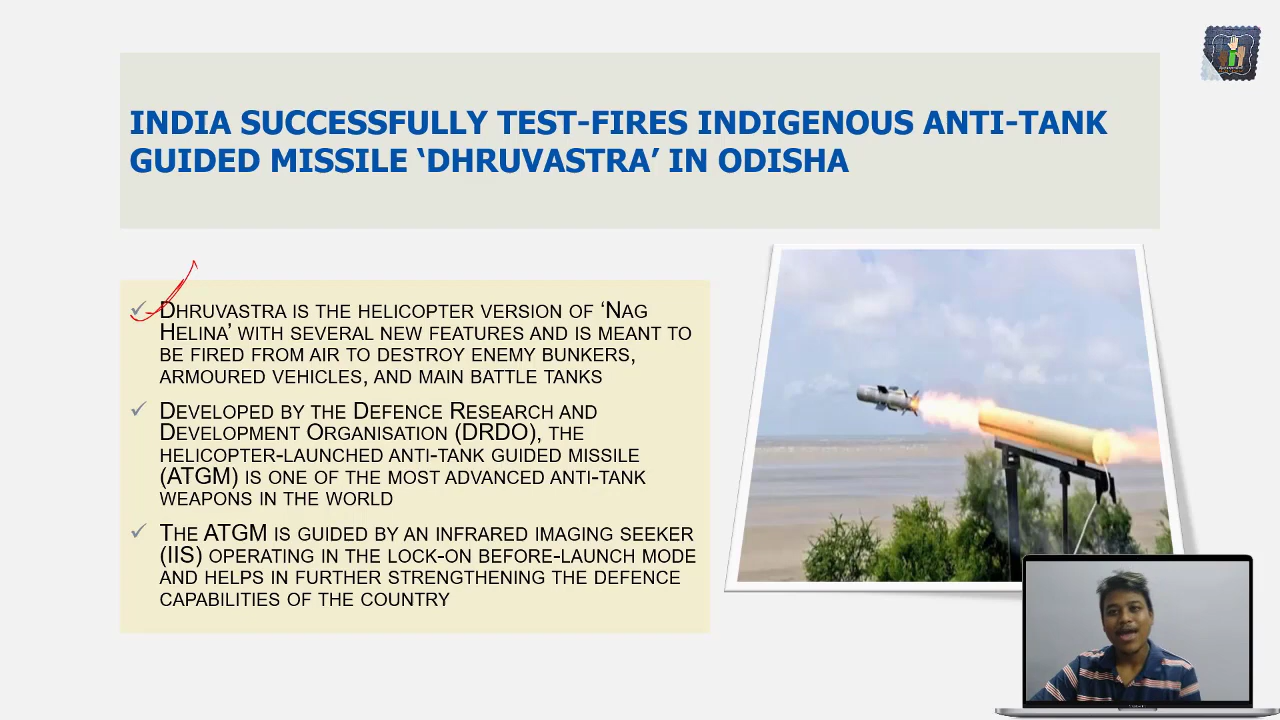 INDIA SUCCESSFULLY TEST-FIRES INDIGENOUS ANTI-TANK
GUIDED MISSILE ‘DHRUVASTRA’ IN ODISHA
DHRUVASTRA IS THE HELICOPTER VERSION OF ‘NAG
HELINA’ WITH SEVERAL NEW FEATURES AND IS MEANT TO
BE FIRED FROM AIR TO DESTROY ENEMY BUNKERS,
ARMOURED VEHICLES, AND MAIN BATTLE TANKS
DEVELOPED BY THE DEFENCE RESEARCH AND
DEVELOPMENT ORGANISATION (DRDO), THE
HELICOPTER-LAUNCHED ANTI-TANK GUIDED MISSILE
(ATGM) IS ONE OF THE MOST ADVANCED ANTI-TANK
WEAPONS IN THE WORLD
THE ATGM IS GUIDED BY AN INFRARED IMAGING SEEKER
(IIS) OPERATING IN THE LOCK-ON BEFORE-LAUNCH MODE
AND HELPS IN FURTHER STRENGTHENING THE DEFENCE
CAPABILITIES OF THE COUNTRY